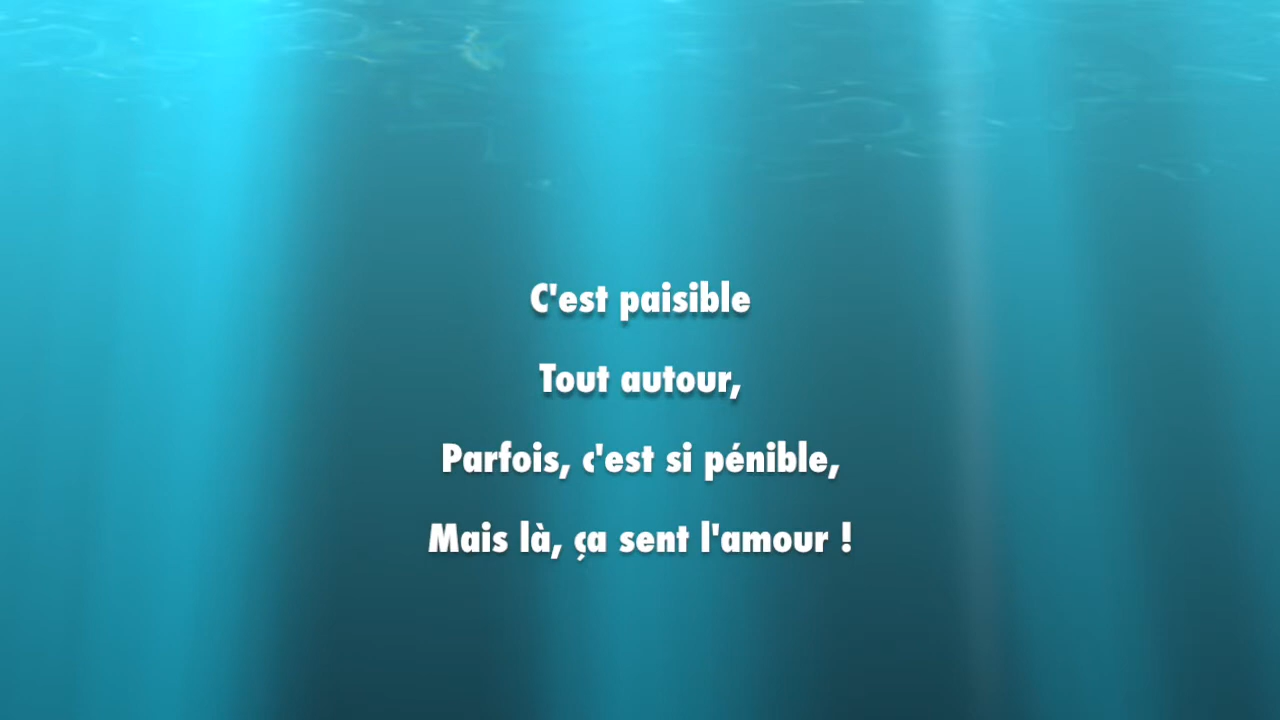 C'est paisible
Tout autour,
Parfois, c'est si pénible,
Mais là, ça sent l'amour !